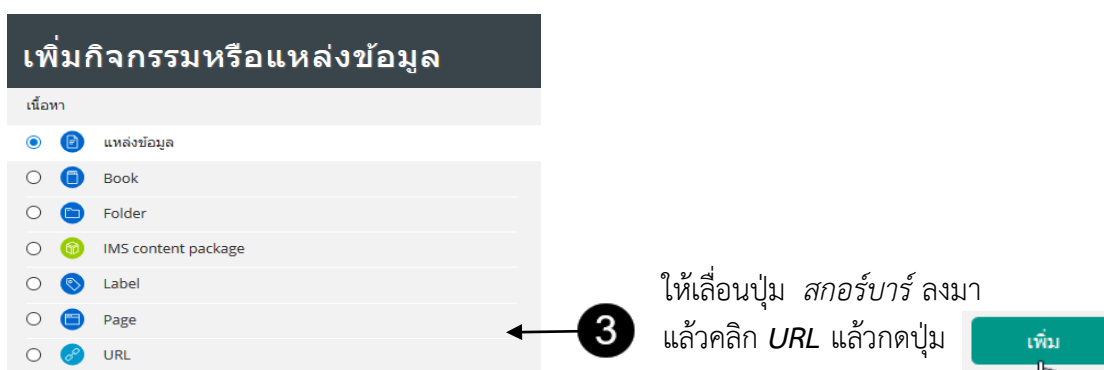 เพิ่มกิจกรรมหรือแหล่งข้อมูล
เนื้อหา
แหล่งข้อมูล
Book
Folder
IMS content package
Label
Page
URL
3
ให้เลื่อนปุ่ม สกอร์บาร์ ลงมา
แล้วคลิก URL แล้วกดปุ่ม เพิ่ม